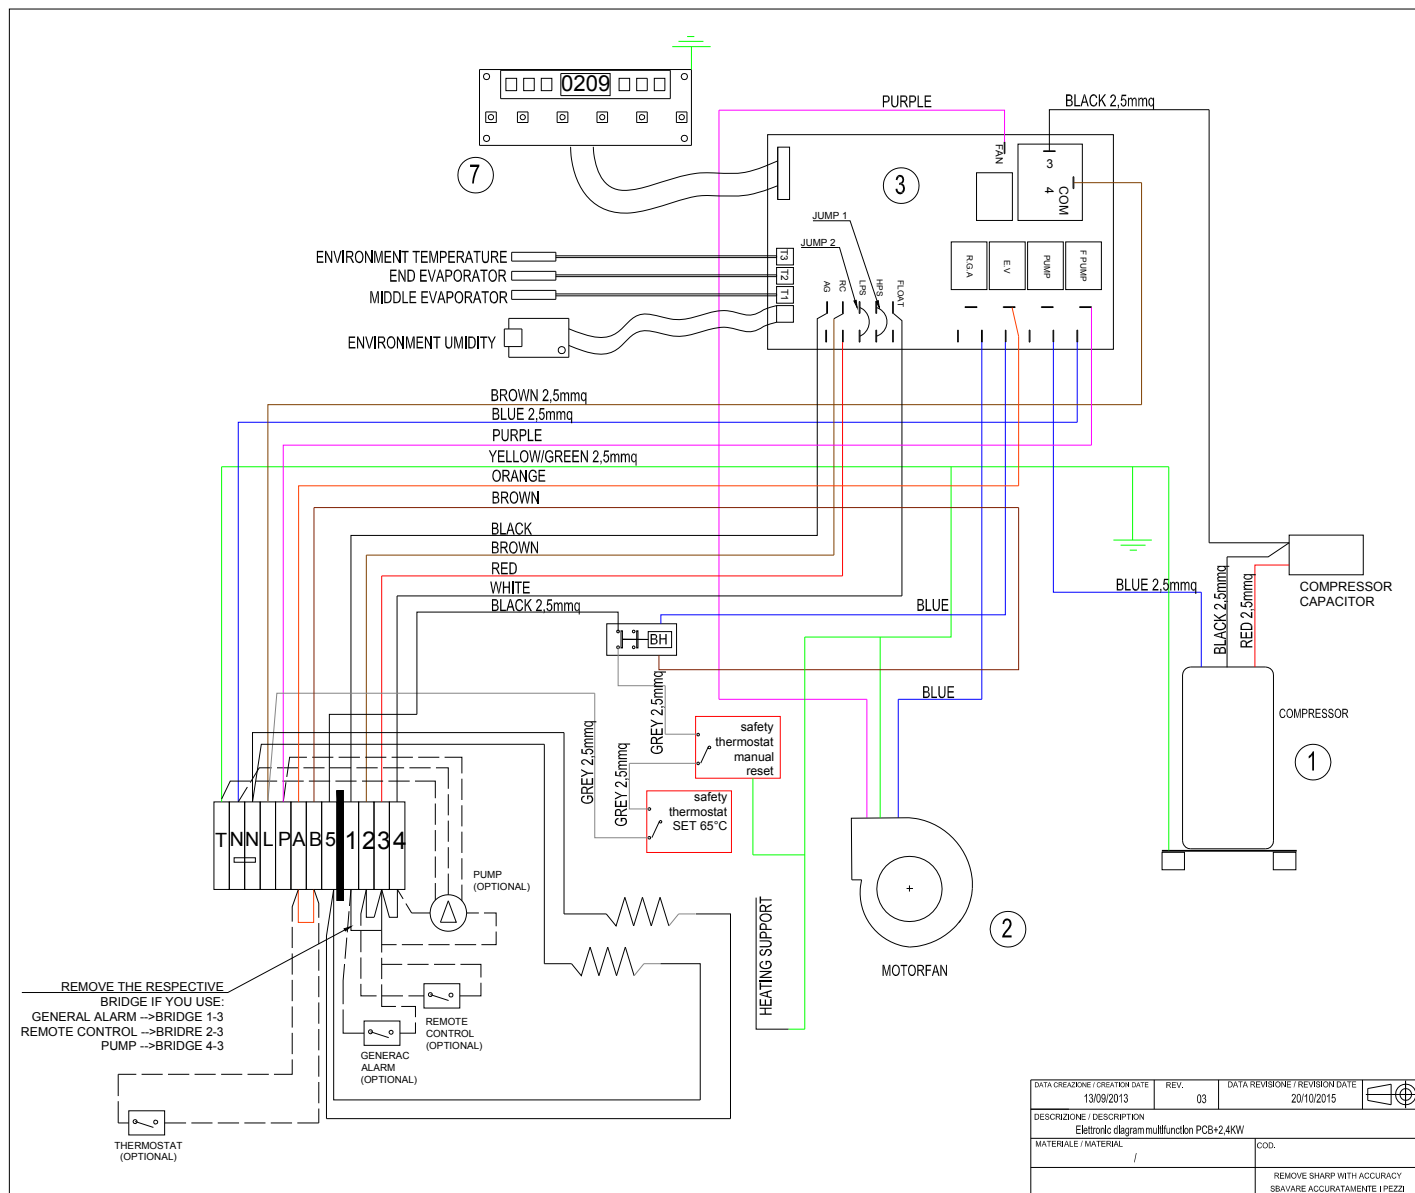 0209
7
PURPLE
BLACK 2,5mmq
FAN
3
4
COM
3
JUMP 1
JUMP 2
ENVIRONMENT TEMPERATURE
T3
END EVAPORATOR
T2
MIDDLE EVAPORATOR
T1
ENVIRONMENT UMIDITY
AG
RC
LPS
HPS
FLOAT
R.G.A
E.V
PUMP
F PUMP
BROWN 2,5mmq
BLUE 2,5mmq
PURPLE
YELLOW/GREEN 2,5mmq
ORANGE
BROWN
BLACK
BROWN
RED
WHITE
BLACK 2,5mmq
BLUE
BH
BLUE 2,5mmq
BLACK 2,5mmq
RED 2,5mmq
COMPRESSOR
CAPACITOR
COMPRESSOR
1
BLUE
GREY 2,5mmq
GREY 2,5mmq
GREY 2,5mmq
safety
thermostat
manual
reset
safety
thermostat
SET 65°C
T N N L P A B 5 1 2 3 4
PUMP
(OPTIONAL)
2
MOTORFAN
HEATING SUPPORT
REMOVE THE RESPECTIVE
BRIDGE IF YOU USE:
GENERAL ALARM -->BRIDGE 1-3
REMOTE CONTROL -->BRIDRE 2-3
PUMP -->BRIDGE 4-3
REMOTE
CONTROL
(OPTIONAL)
GENERAC
ALARM
(OPTIONAL)
THERMOSTAT
(OPTIONAL)
DATA CREAZIONE / CREATION DATE
13/09/2013
REV.
03
DATA REVISIONE / REVISION DATE
20/10/2015
DESCRIZIONE / DESCRIPTION
Elettronic diagram multifunction PCB+2,4KW
MATERIALE / MATERIAL
/
COD.
REMOVE SHARP WITH ACCURACY
SBAVARE ACCURATAMENTE I PEZZI